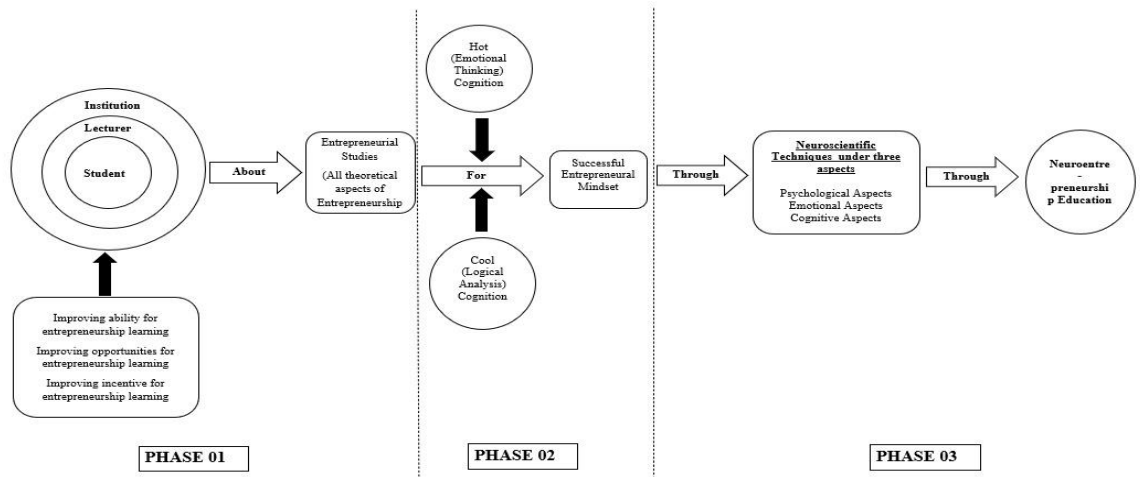 Institution
Lecturer
Student
Improving ability for
entrepreneurship learning
Improving opportunities for
entrepreneurship learning
Improving incentive for
entrepreneurship learning
About
Entrepreneurial
Studies
(All theoretical
aspects of
Entrepreneurship
PHASE 01
Hot
(Emotional
Thinking)
Cognition
For
Cool
(Logical
Analysis)
Cognition
Successful
Entrepreneural
Mindset
PHASE 02
Through
Neuroscientific
Techniques under three
aspects
Psychological Aspects
Emotional Aspects
Cognitive Aspects
Through
Neuroentre
-
preneurshi
p Education
PHASE 03